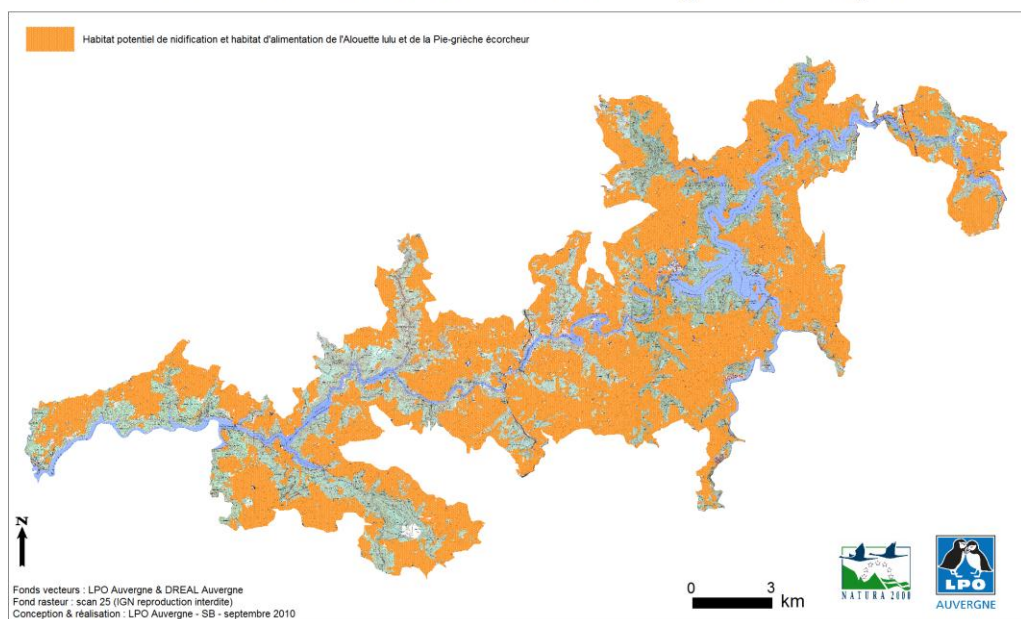 Habitat potentiel de nidification et habitat d'alimentation de l'Alouette lulu et de la Pie-grièche écorcheur
N
Fonds vecteurs : LPO Auvergne & DREAL Auvergne
Fond raster : scan 25 (IGN reproduction interdite)
Conception & réalisation : LPO Auvergne - SB - septembre 2010
0 3
km
NATURA 2000
LPO
AUVERGNE